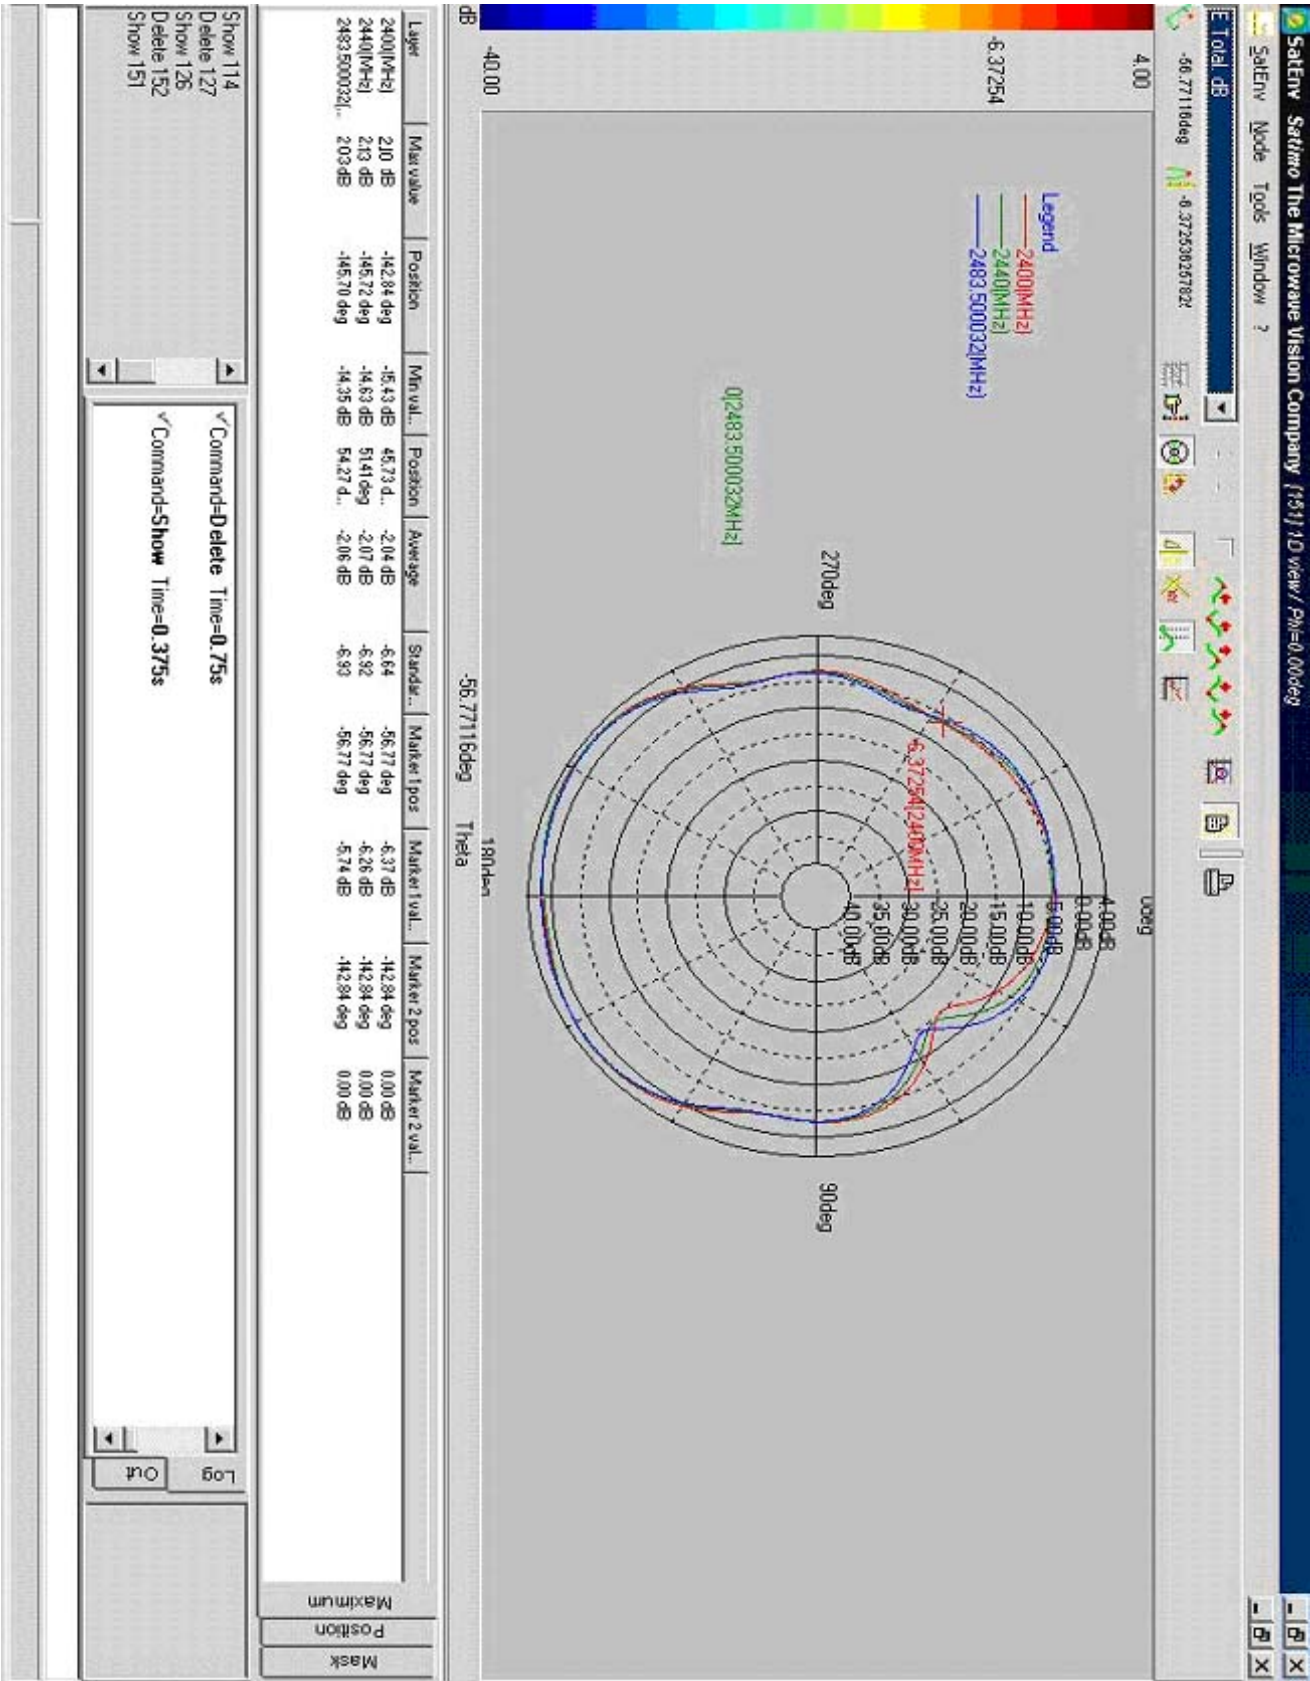 SatEnv Satimo The Microwave Vision Company [151] 1D view / Phi=0.00deg
SatEnv Node Tools Window ?
E Total. dB
-56.77116deg -6.37253625782
4.00
-6.37254
-40.00
dB
Legend
2400[MHz]
2440[MHz]
2483.500032[MHz]
0[2483.500032MHz]
0deg
270deg
90deg
180deg
4.00dB
0.00dB
-5.00dB
-10.00dB
-15.00dB
-20.00dB
-25.00dB
-30.00dB
-35.00dB
-40.00dB
-6.37254[2400MHz]
-56.77116deg Theta
Layer Max value Position Min val... Position Average Standar... Marker 1 pos Marker 1 val... Marker 2 pos Marker 2 val...
2400[MHz] 2.10 dB -142.84 deg -15.43 dB 45.73 d... -2.04 dB -6.64 -56.77 deg -6.37 dB -142.84 deg 0.00 dB
2440[MHz] 2.13 dB -145.72 deg -14.63 dB 51.41 deg -2.07 dB -6.92 -56.77 deg -6.26 dB -142.84 deg 0.00 dB
2483.500032[... 2.03 dB -145.70 deg -14.35 dB 54.27 d... -2.06 dB -6.93 -56.77 deg -5.74 dB -142.84 deg 0.00 dB
Maximum
Position
Mask
Show 114
Delete 127
Show 126
Delete 152
Show 151
Command=Delete Time=0.75s
Command=Show Time=0.375s
Log
Out